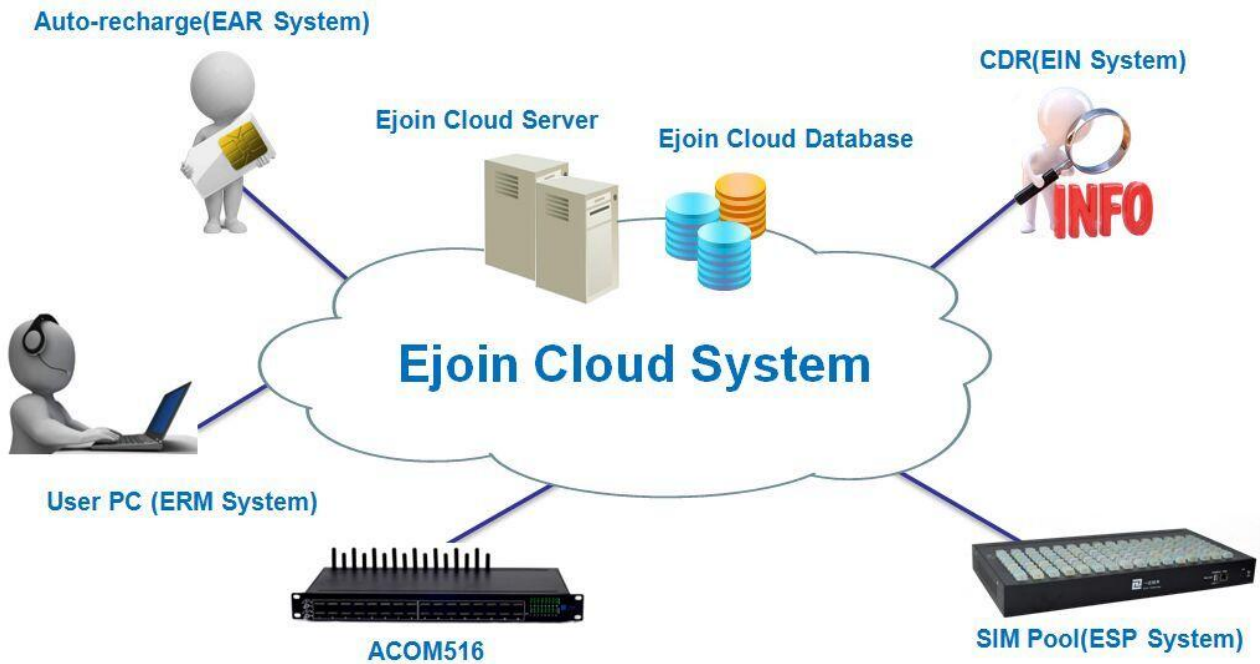 Auto-recharge(EAR System)
CDR(EIN System)
Ejoin Cloud Server
Ejoin Cloud Database
INFO
Ejoin Cloud System
User PC (ERM System)
ACOM516
SIM Pool(ESP System)